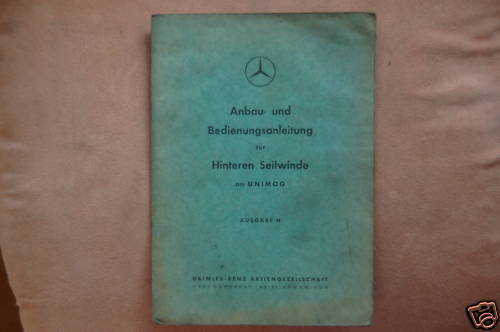 Anbau- und
Bedienungsanleitung
zur
Hinteren Seilwinde
am UNIMOG
AUSGABE H
DAIMLER-BENZ AKTIENGESELLSCHAFT